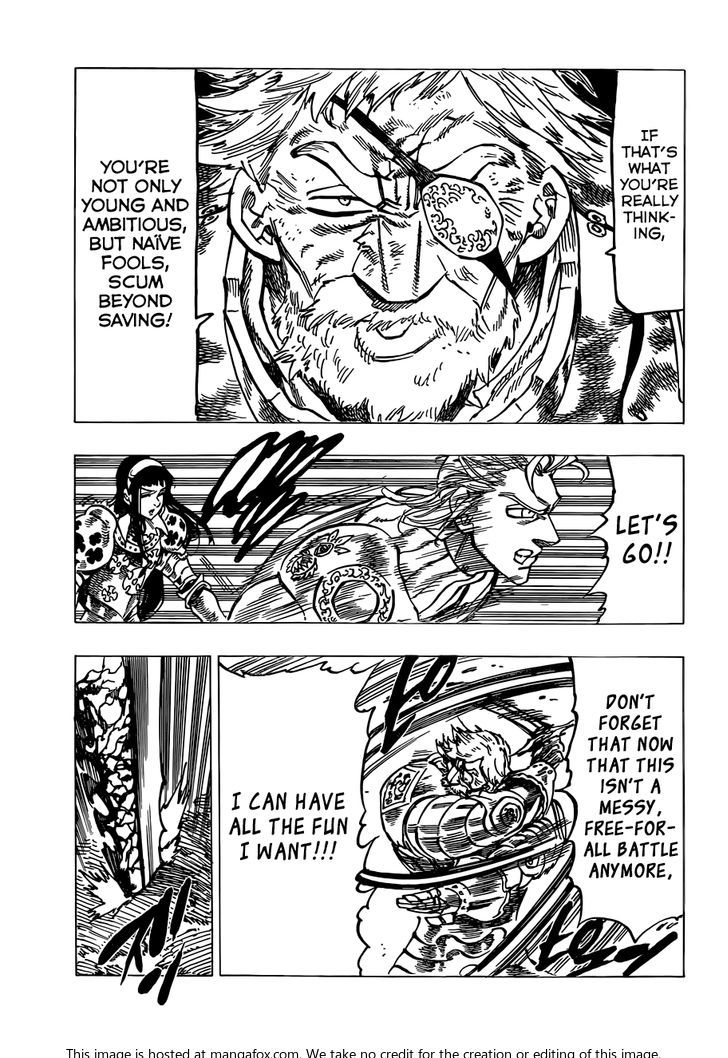 IF
THAT'S
WHAT
YOU'RE
REALLY
THINK-
ING,
YOU'RE
NOT ONLY
YOUNG AND
AMBITIOUS,
BUT NAÏVE
FOOLS,
SCUM
BEYOND
SAVING!
LET'S
GO!!
DON'T
FORGET
THAT NOW
THAT THIS
ISN'T A
MESSY,
FREE-FOR-
ALL BATTLE
ANYMORE,
I CAN HAVE
ALL THE FUN
I WANT!!!
This image is hosted at mangafox.com. We take no credit for the creation or editing of this image.